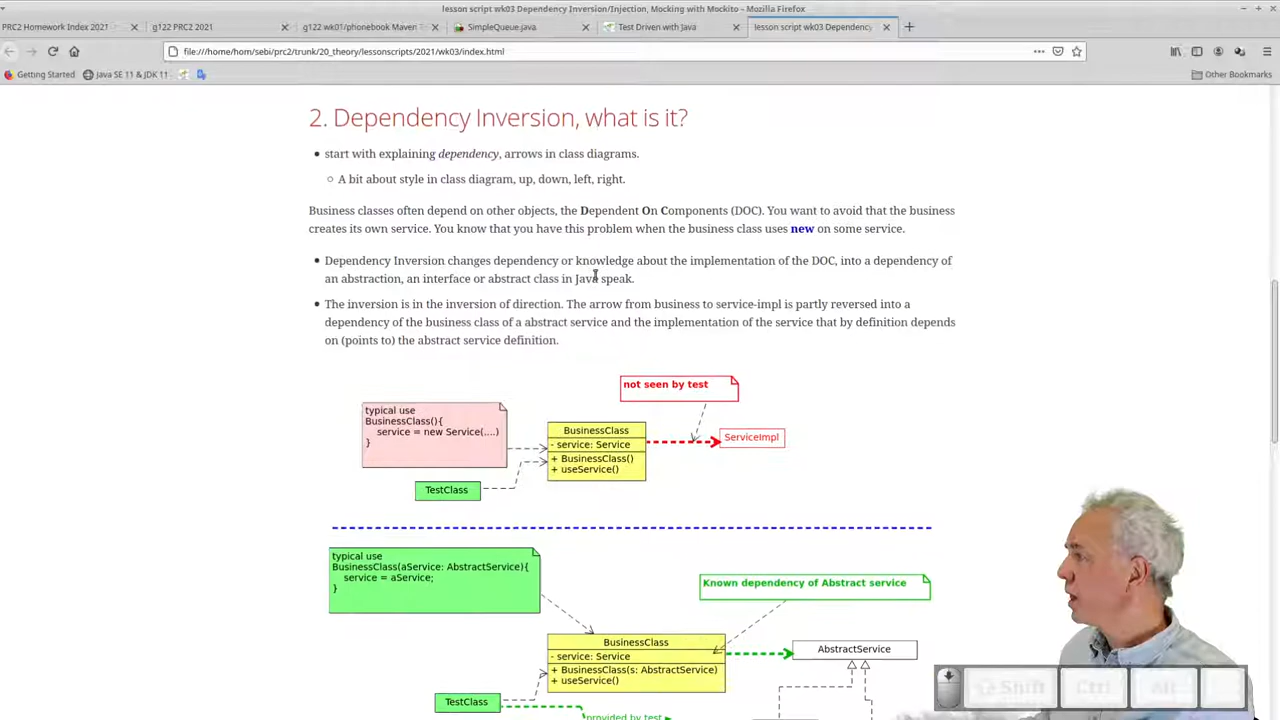 lesson script wk03 Dependency Inversion/Injection, Mocking with Mockito - Mozilla Firefox
PRC2 Homework Index 2021
g122 PRC2 2021
g122 wk01/phonebook Maven
SimpleQueue.java
Test Driven with Java
lesson script wk03 Dependency
file:///home/hom/sebi/prc2/trunk/20_theory/lessonscripts/2021/wk03/index.html
Getting Started
Java SE 11 & JDK 11
Other Bookmarks
2. Dependency Inversion, what is it?
start with explaining dependency, arrows in class diagrams.
A bit about style in class diagram, up, down, left, right.
Business classes often depend on other objects, the Dependent On Components (DOC). You want to avoid that the business
creates its own service. You know that you have this problem when the business class uses new on some service.
Dependency Inversion changes dependency or knowledge about the implementation of the DOC, into a dependency of
an abstraction, an interface or abstract class in Java speak.
The inversion is in the inversion of direction. The arrow from business to service-impl is partly reversed into a
dependency of the business class of a abstract service and the implementation of the service that by definition depends
on (points to) the abstract service definition.
not seen by test
typical use
BusinessClass(){
service = new Service(....)
}
BusinessClass
- service: Service
+ BusinessClass()
+ useService()
ServiceImpl
TestClass
typical use
BusinessClass(aService: AbstractService){
service = aService;
}
Known dependency of Abstract service
BusinessClass
- service: Service
+ BusinessClass(s: AbstractService)
+ useService()
AbstractService
TestClass
provided by test
Shift
Ctrl
Alt